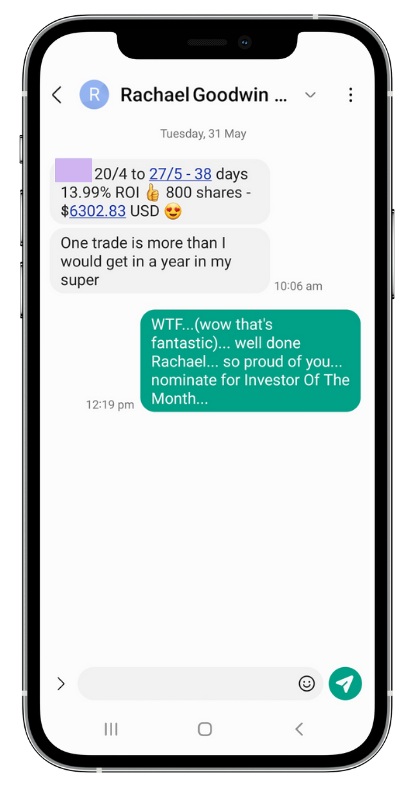 R Rachael Goodwin ...
Tuesday, 31 May
20/4 to 27/5 - 38 days
13.99% ROI 👍 800 shares -
$6302.83 USD 😍
One trade is more than I
would get in a year in my
super
10:06 am
WTF...(wow that's
fantastic)... well done
Rachael... so proud of you...
nominate for Investor Of The
Month...
12:19 pm